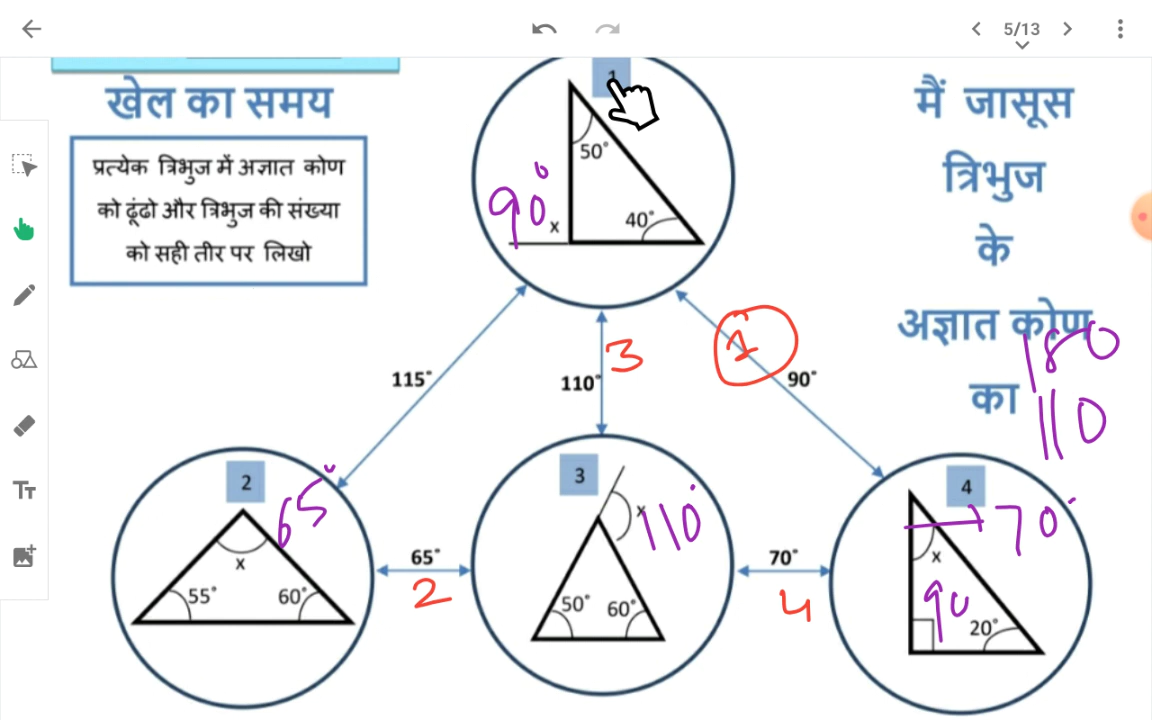 5/13
खेल का समय
प्रत्येक त्रिभुज में अज्ञात कोण
को ढूंढो और त्रिभुज की संख्या
को सही तीर पर लिखो
1
50°
40°
x
90°
मैं जासूस
त्रिभुज
के
अज्ञात कोण
का
180
110
115°
110°
3
1
90°
2
65°
x
55°
60°
65°
2
3
x
110°
50°
60°
70°
4
4
70°
x
90
20°
Tт